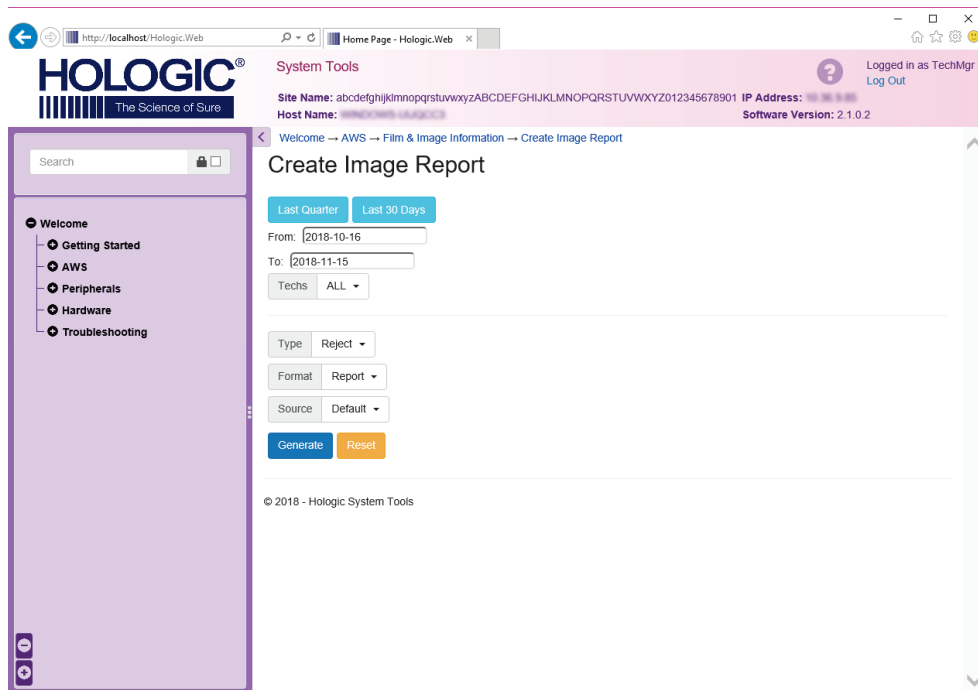 http://localhost/Hologic.Web
Home Page - Hologic.Web
HOLOGIC®
The Science of Sure
System Tools
Logged in as TechMgr
Log Out
Site Name: abcdefghijklmnopqrstuvwxyzABCDEFGHIJKLMNOPQRSTUVWXYZ012345678901 IP Address:
Host Name:
Software Version: 2.1.0.2
Welcome → AWS → Film & Image Information → Create Image Report
Search
Create Image Report
Last Quarter Last 30 Days
From: 2018-10-16
To: 2018-11-15
Techs ALL
Welcome
Getting Started
AWS
Peripherals
Hardware
Troubleshooting
Type Reject
Format Report
Source Default
Generate Reset
© 2018 - Hologic System Tools